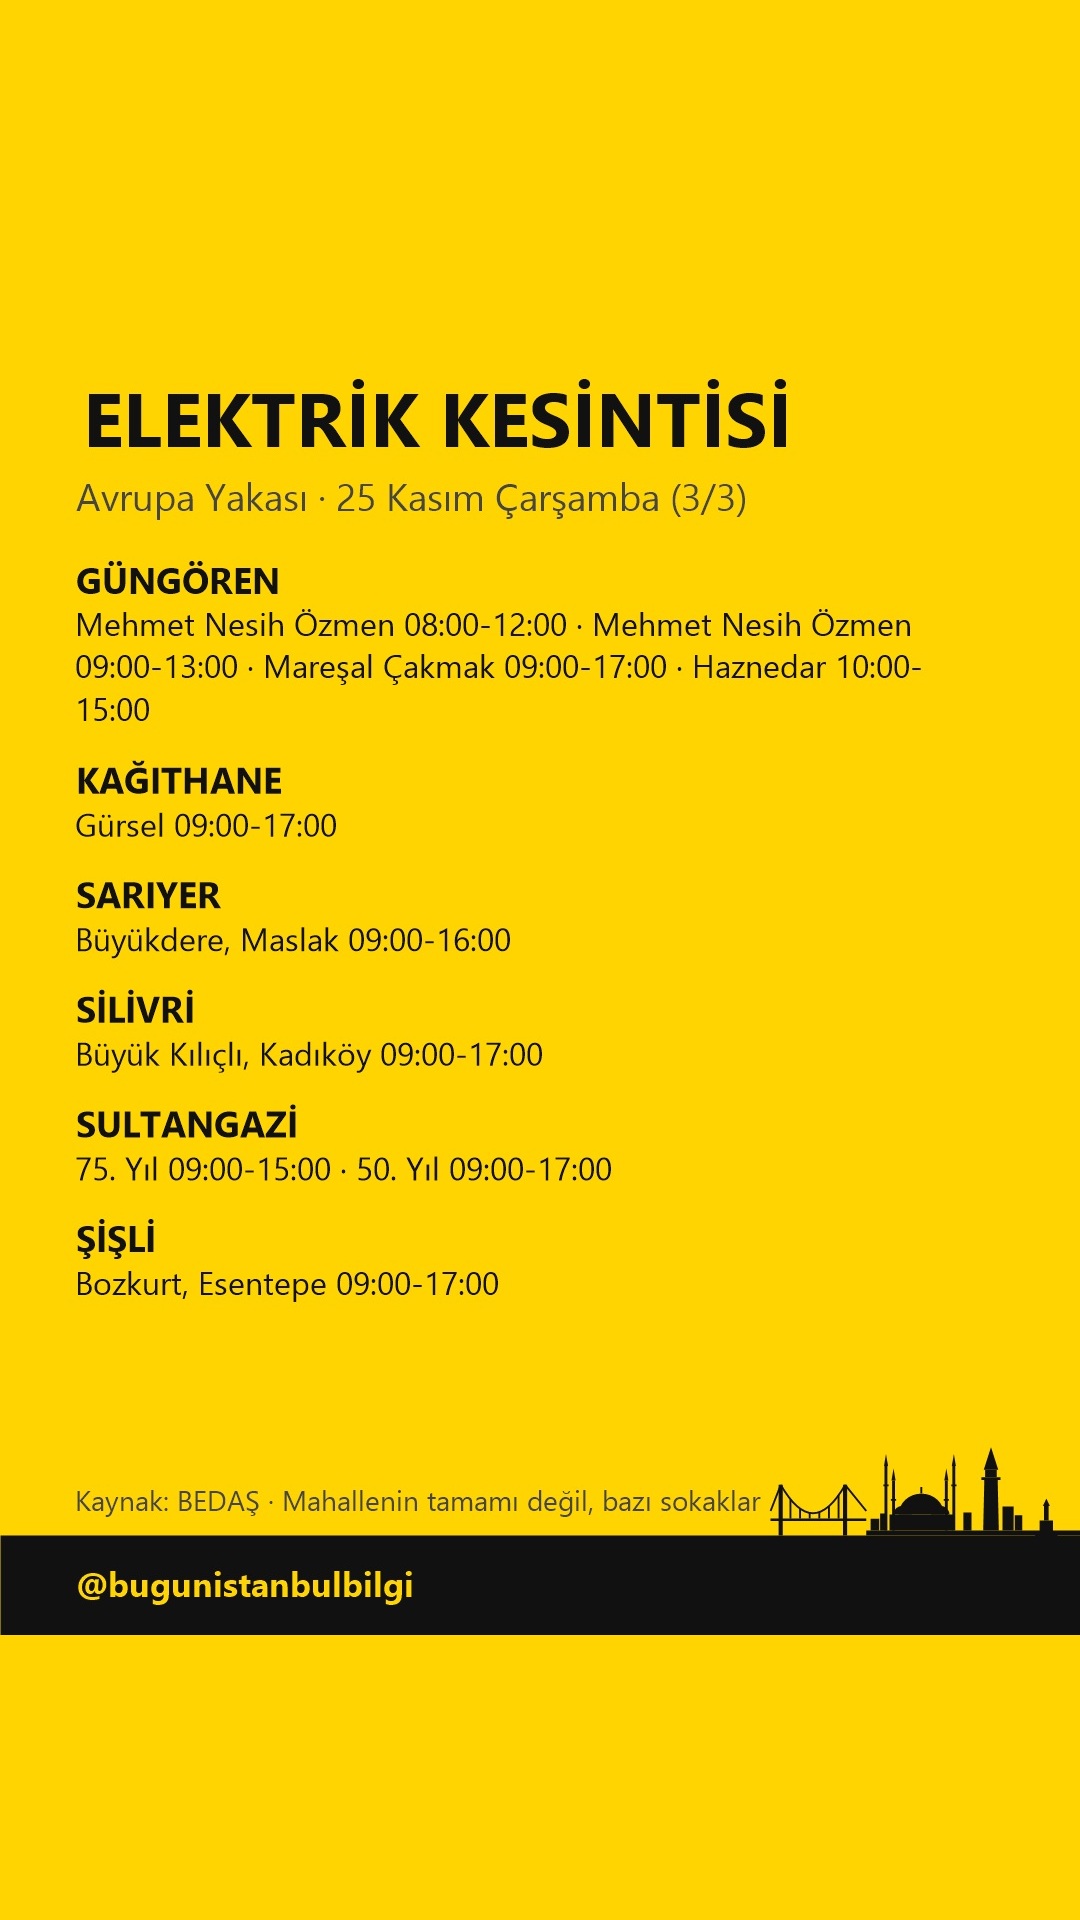 ELEKTRİK KESİNTİSİ
Avrupa Yakası · 25 Kasım Çarşamba (3/3)
GÜNGÖREN
Mehmet Nesih Özmen 08:00-12:00 · Mehmet Nesih Özmen
09:00-13:00 · Mareşal Çakmak 09:00-17:00 · Haznedar 10:00-
15:00
KAĞITHANE
Gürsel 09:00-17:00
SARIYER
Büyükdere, Maslak 09:00-16:00
SİLİVRİ
Büyük Kılıçlı, Kadıköy 09:00-17:00
SULTANGAZİ
75. Yıl 09:00-15:00 · 50. Yıl 09:00-17:00
ŞİŞLİ
Bozkurt, Esentepe 09:00-17:00
Kaynak: BEDAŞ · Mahallenin tamamı değil, bazı sokaklar
@bugunistanbulbilgi